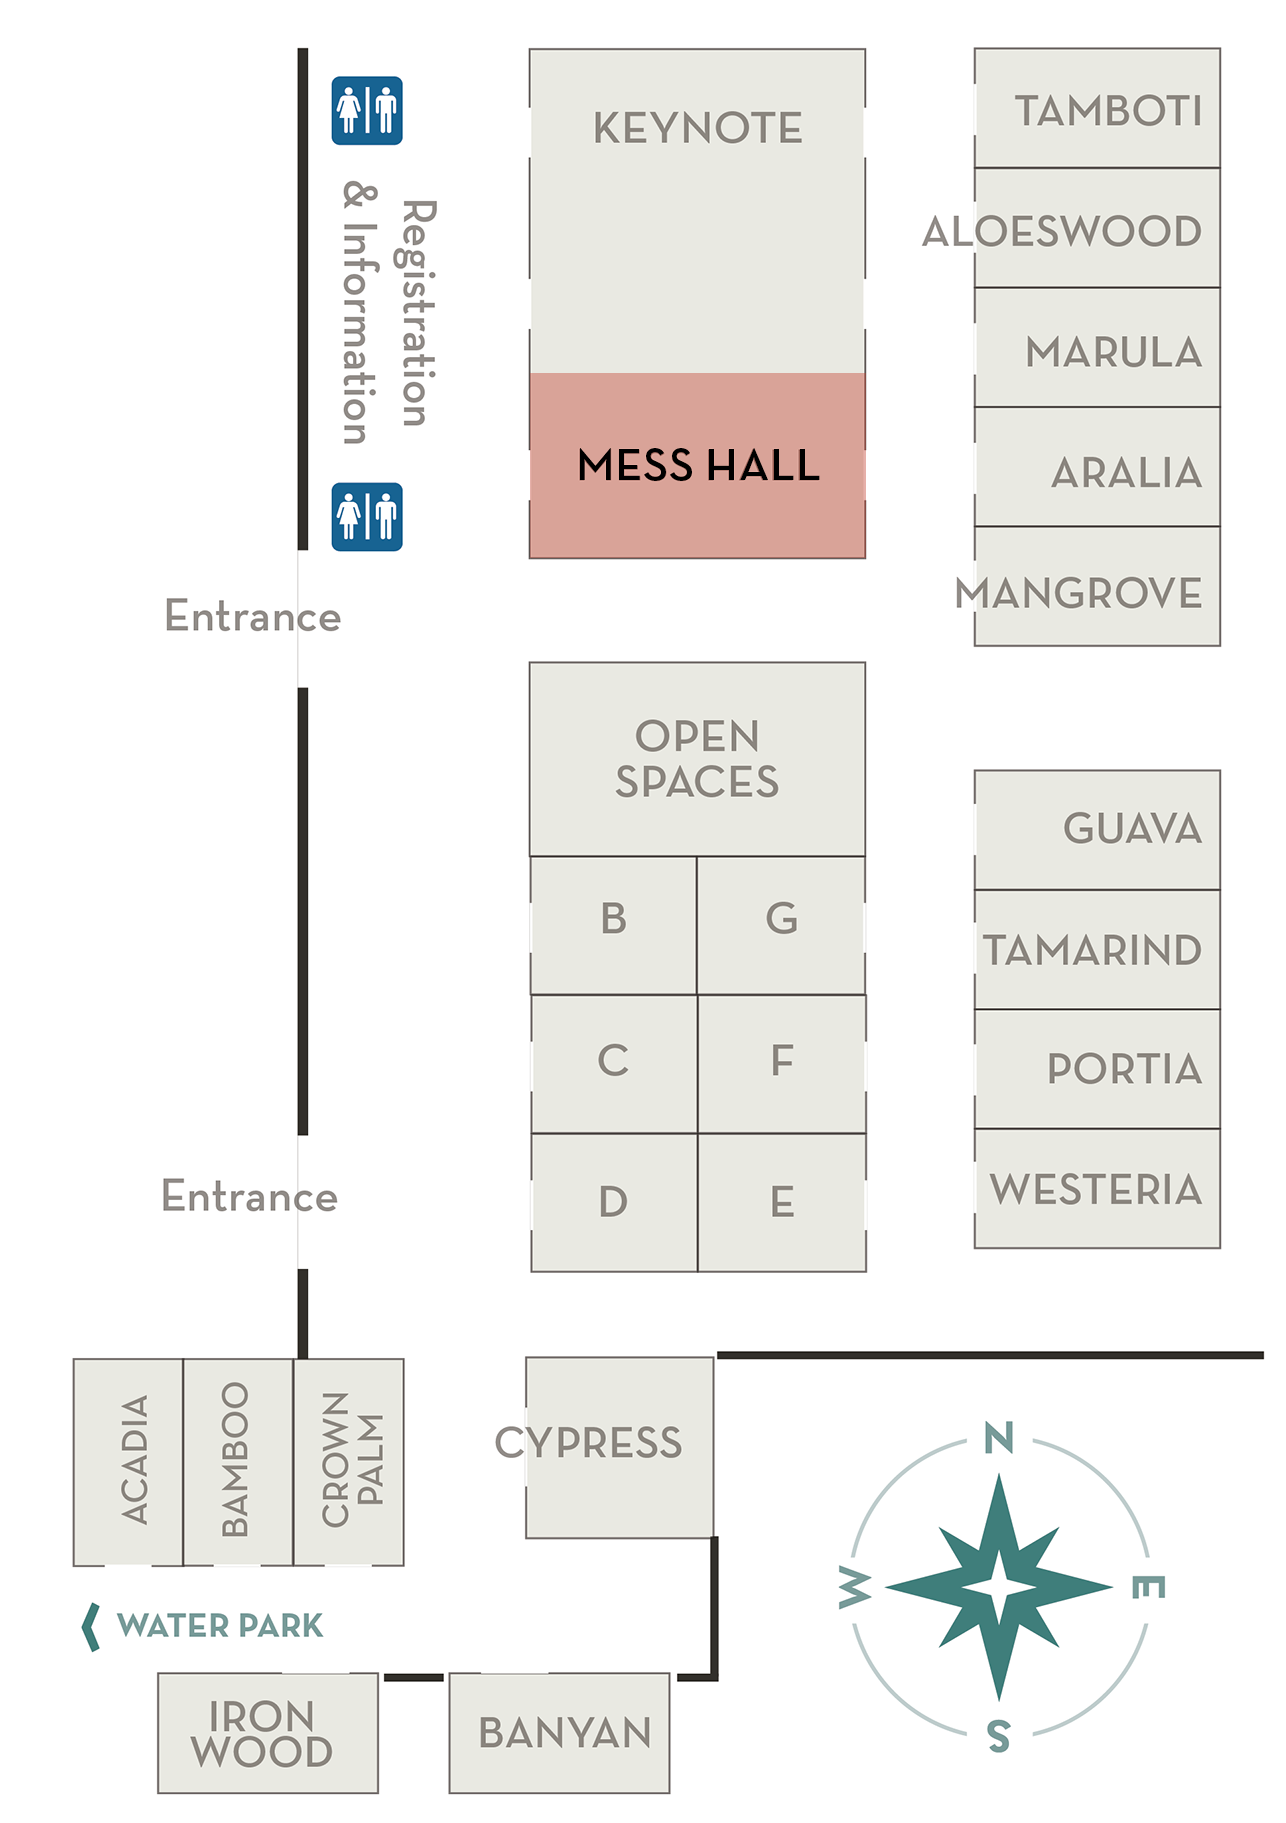 KEYNOTE
TAMBOTI
Registration
& Information
ALOESWOOD
MARULA
MESS HALL
ARALIA
MANGROVE
Entrance
OPEN
SPACES
GUAVA
B
G
TAMARIND
C
F
PORTIA
Entrance
D
E
WESTERIA
ACADIA
BAMBOO
CROWN
PALM
CYPRESS
N
W
E
S
WATER PARK
IRON
WOOD
BANYAN